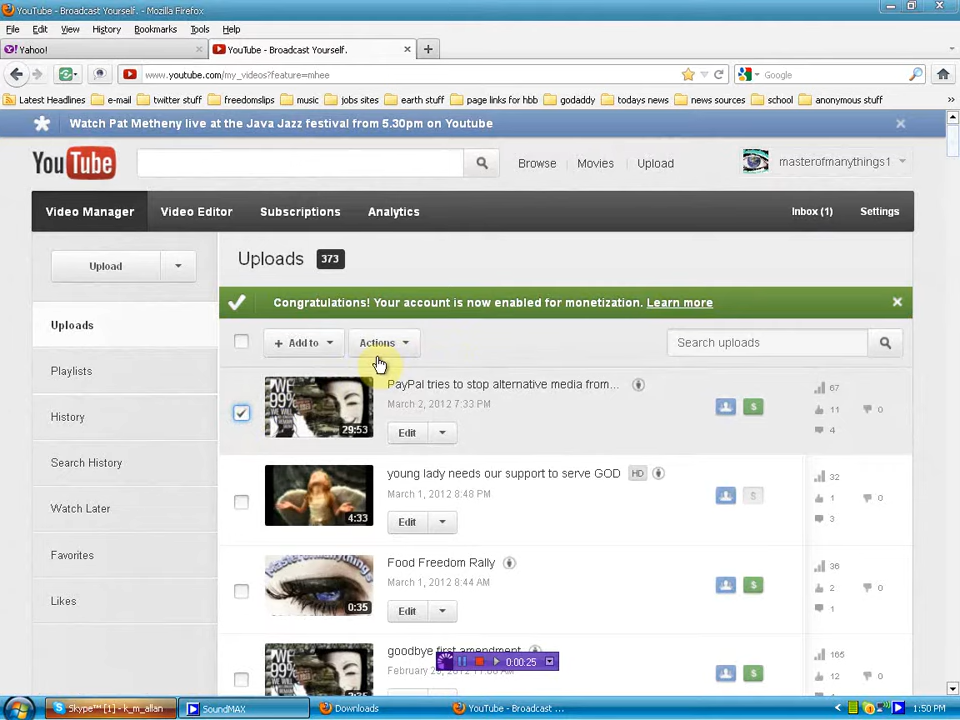 YouTube - Broadcast Yourself. - Mozilla Firefox
File Edit View History Bookmarks Tools Help
Yahoo!
YouTube - Broadcast Yourself.
www.youtube.com/my_videos?feature=mhee
Google
Latest Headlines e-mail twitter stuff freedomslips music jobs sites earth stuff page links for hbb godaddy todays news news sources school anonymous stuff
Watch Pat Metheny live at the Java Jazz festival from 5.30pm on Youtube
YouTube
Browse Movies Upload masterofmanythings1
Video Manager Video Editor Subscriptions Analytics Inbox (1) Settings
Upload
Uploads 373
Congratulations! Your account is now enabled for monetization. Learn more
Uploads
Add to Actions Search uploads
Playlists
PayPal tries to stop alternative media from...
67
March 2, 2012 7:33 PM
11 0
History
29:53
Edit
4
Search History
young lady needs our support to serve GOD HD
32
March 1, 2012 8:48 PM
1 0
Watch Later
4:33
Edit
3
Favorites
Food Freedom Rally
36
March 1, 2012 8:44 AM
2 0
Likes
0:35
Edit
1
goodbye first amendment
165
February
12 0
0:00:25
Skype™ [1] - k_m_allan
SoundMAX
Downloads
YouTube - Broadcast ...
1:50 PM